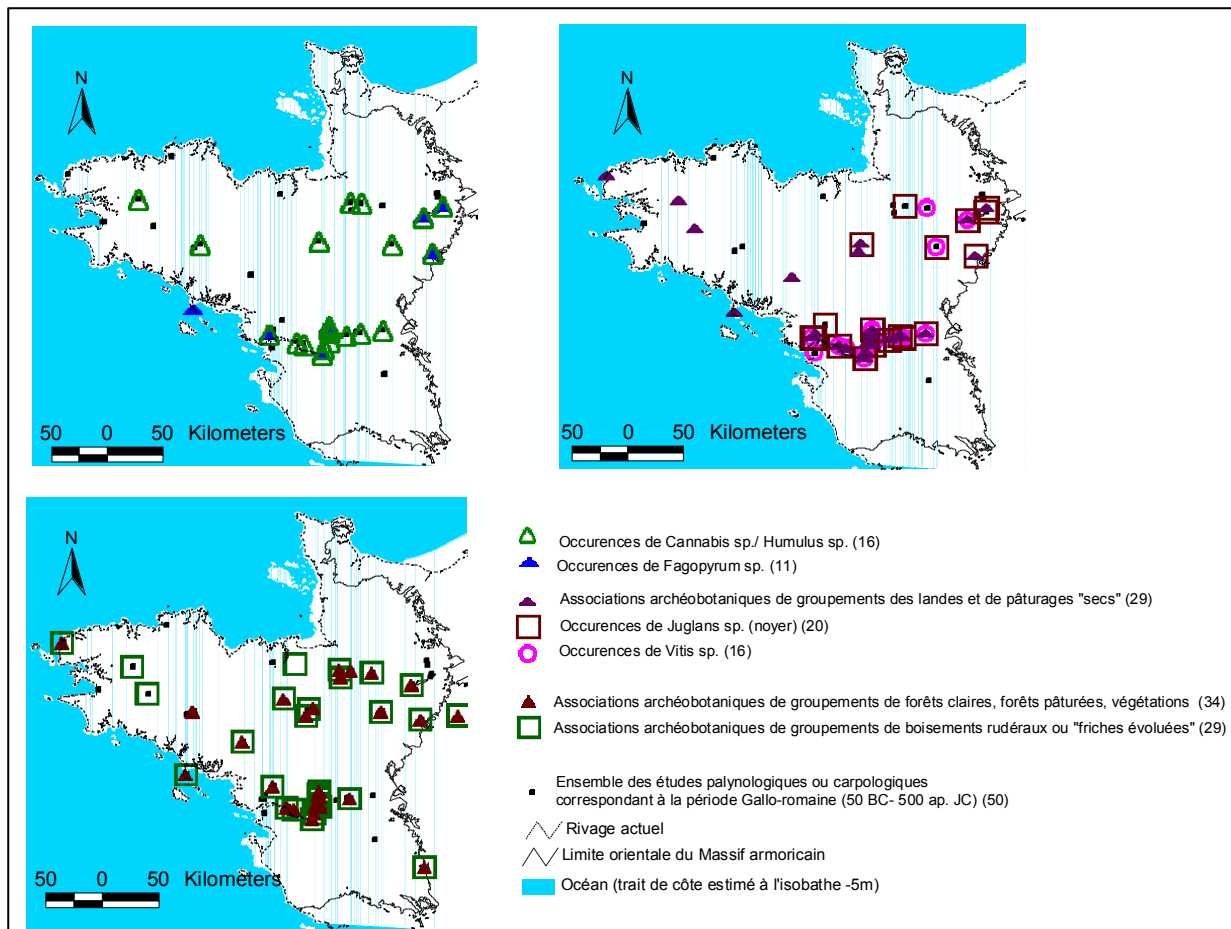 N
50 0 50 Kilometers
N
50 0 50 Kilometers
N
50 0 50 Kilometers
Occurences de Cannabis sp./ Humulus sp. (16)
Occurences de Fagopyrum sp. (11)
Associations archéobotaniques de groupements des landes et de pâturages "secs" (29)
Occurences de Juglans sp. (noyer) (20)
Occurences de Vitis sp. (16)
Associations archéobotaniques de groupements de forêts claires, forêts pâturées, végétations (34)
Associations archéobotaniques de groupements de boisements rudéraux ou "friches évoluées" (29)
Ensemble des études palynologiques ou carpologiques
correspondant à la période Gallo-romaine (50 BC- 500 ap. JC) (50)
Rivage actuel
Limite orientale du Massif armoricain
Océan (trait de côte estimé à l'isobathe -5m)